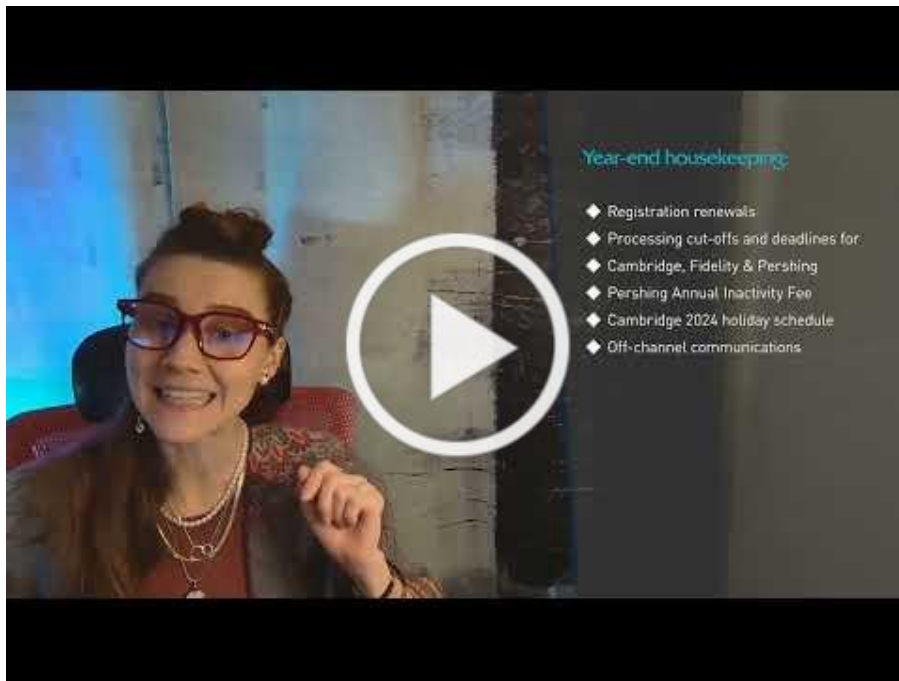 Year-end housekeeping:
Registration renewals
Processing cut-offs and deadlines for
Cambridge, Fidelity & Pershing
Pershing Annual Inactivity Fee
Cambridge 2024 holiday schedule
Off-channel communications